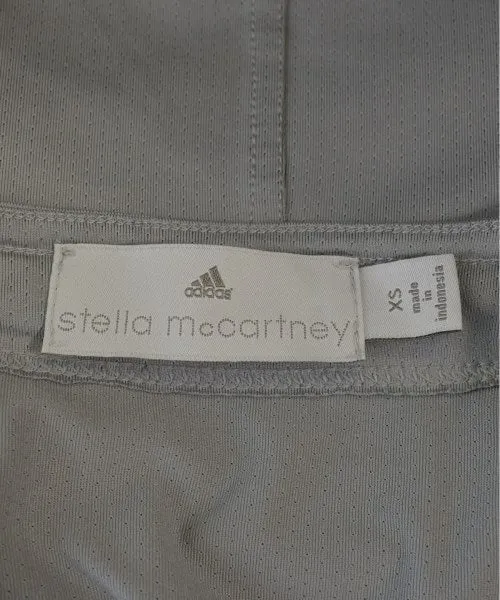 adidas
stella mccartney
XS
made
in
indonesia